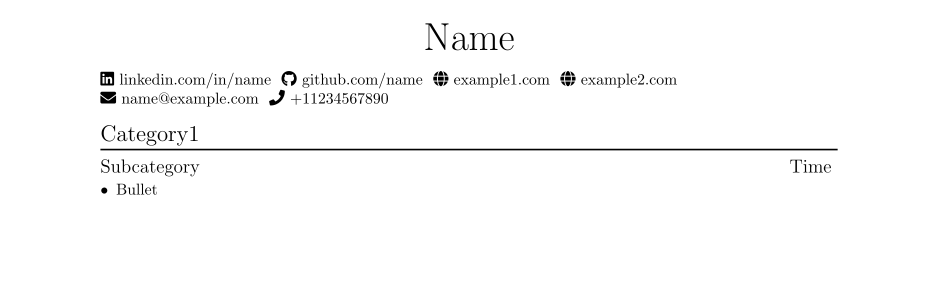 Name
linkedin.com/in/name github.com/name example1.com example2.com
name@example.com +11234567890
Category1
Subcategory Time
• Bullet